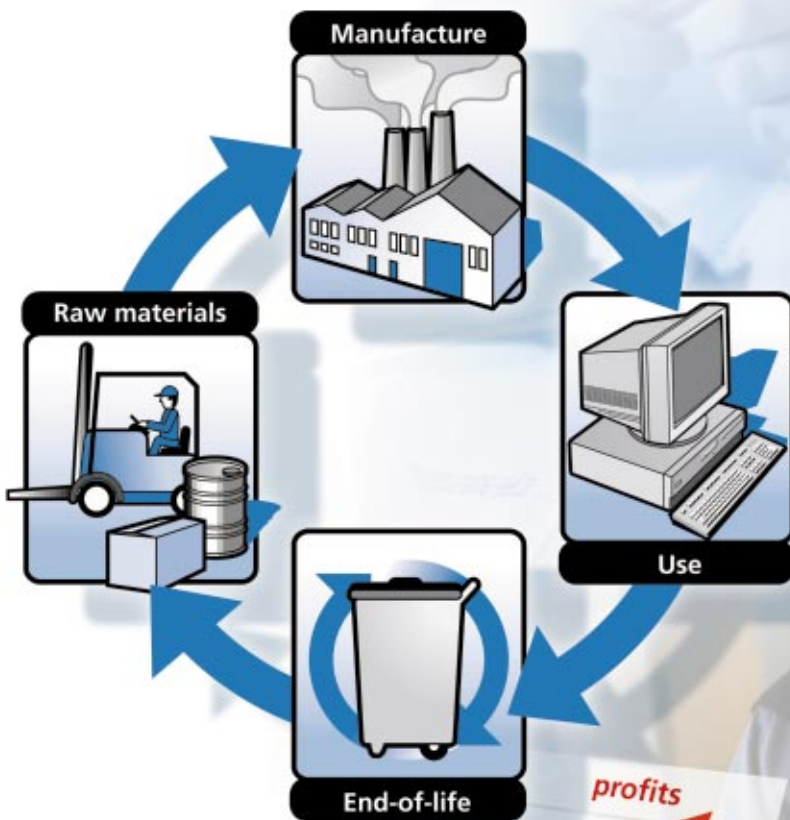 Manufacture
Raw materials
Use
End-of-life
profits